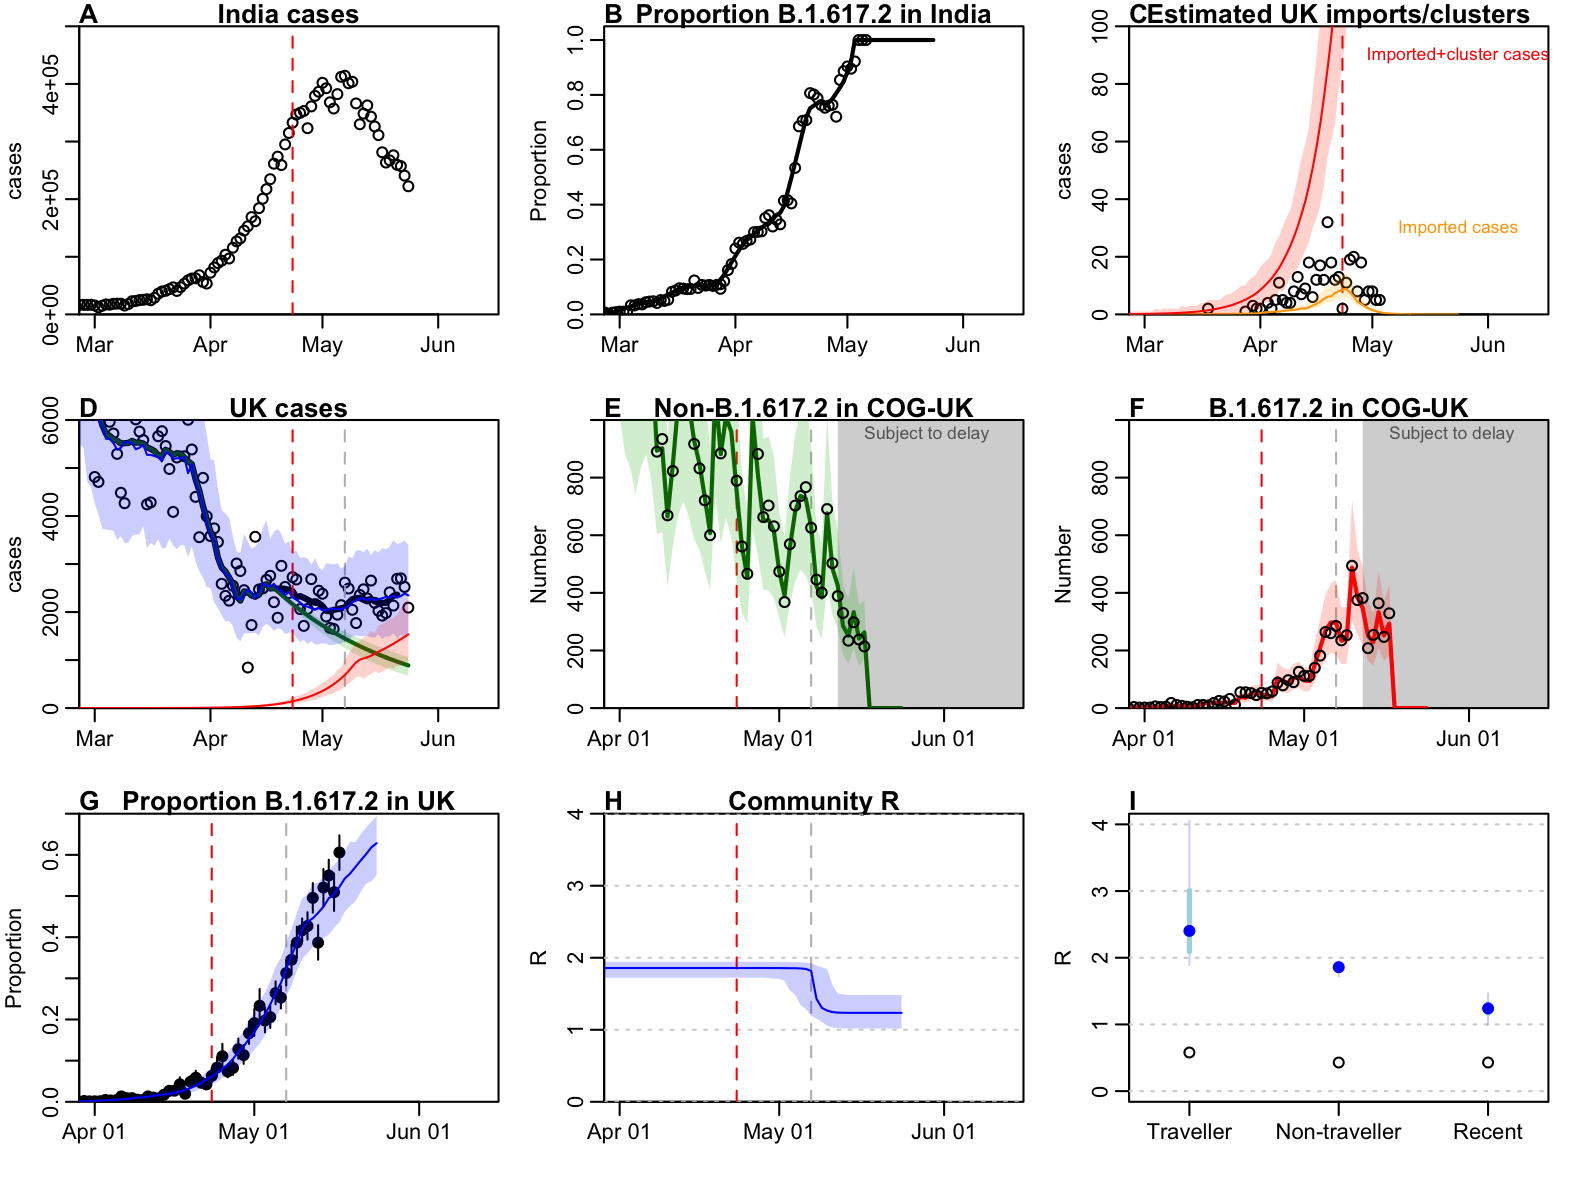 A India cases
cases
0e+00 2e+05 4e+05
Mar Apr May Jun
B Proportion B.1.617.2 in India
Proportion
0.0 0.2 0.4 0.6 0.8 1.0
Mar Apr May Jun
C Estimated UK imports/clusters
Imported+cluster cases
Imported cases
cases
0 20 40 60 80 100
Mar Apr May Jun
D UK cases
cases
0 2000 4000 6000
Mar Apr May Jun
E Non-B.1.617.2 in COG-UK
Subject to delay
Number
0 200 400 600 800
Apr 01 May 01 Jun 01
F B.1.617.2 in COG-UK
Subject to delay
Number
0 200 400 600 800
Apr 01 May 01 Jun 01
G Proportion B.1.617.2 in UK
Proportion
0.0 0.2 0.4 0.6
Apr 01 May 01 Jun 01
H Community R
R
0 1 2 3 4
Apr 01 May 01 Jun 01
I
R
0 1 2 3 4
Traveller Non-traveller Recent